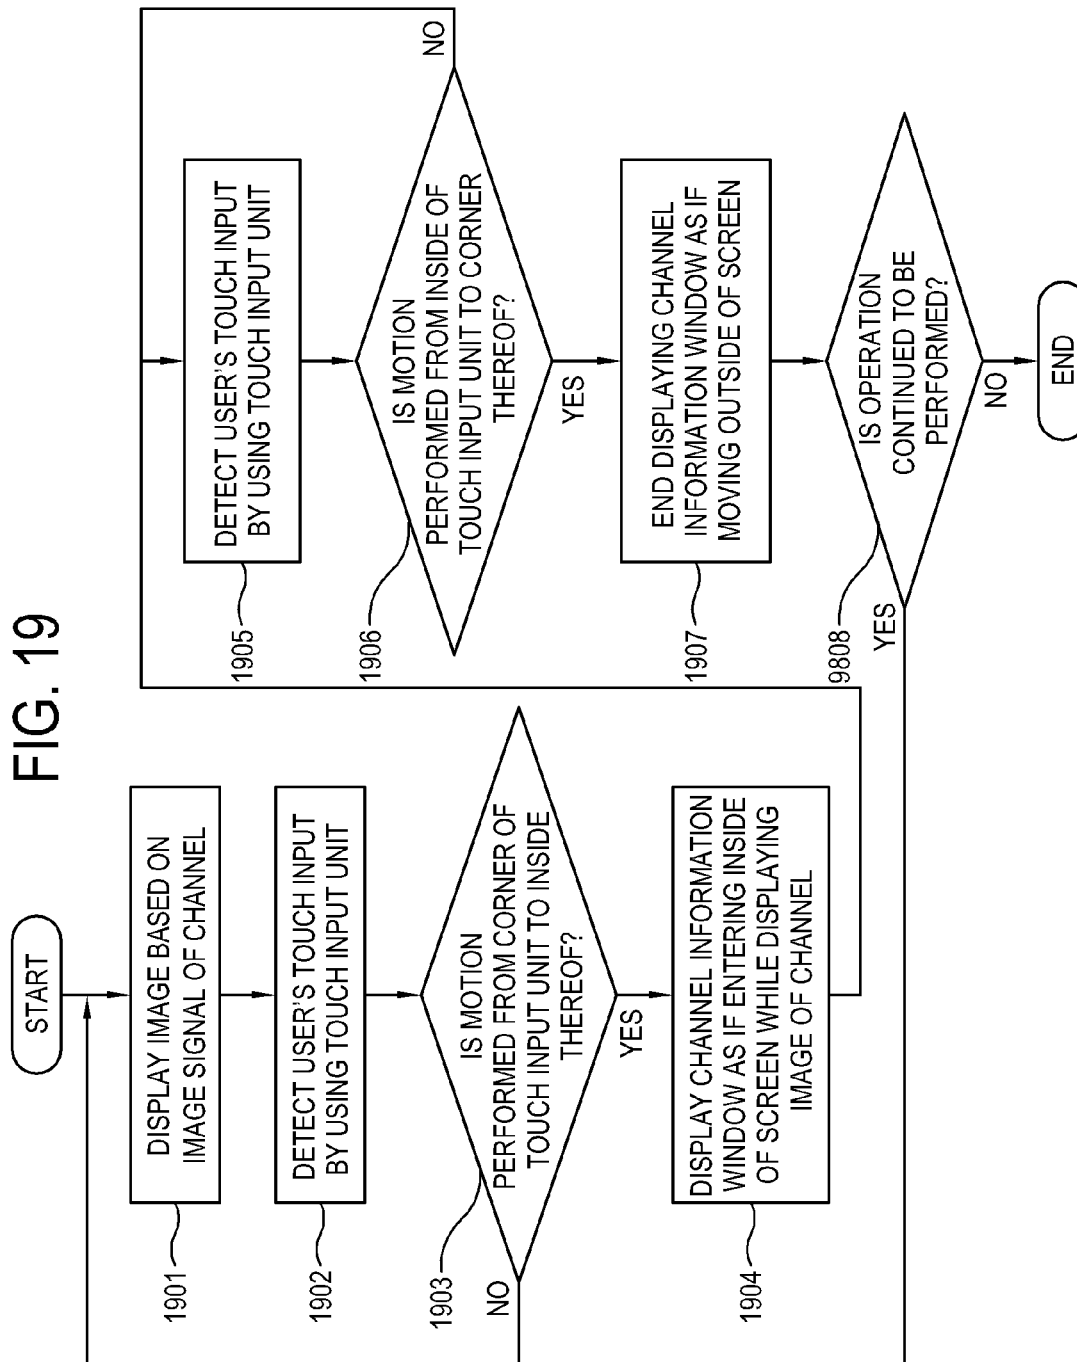 FIG. 19
START
DISPLAY IMAGE BASED ON
IMAGE SIGNAL OF CHANNEL
1901
DETECT USER'S TOUCH INPUT
BY USING TOUCH INPUT UNIT
1902
IS MOTION
PERFORMED FROM CORNER OF
TOUCH INPUT UNIT TO INSIDE
THEREOF?
1903
NO
YES
DISPLAY CHANNEL INFORMATION
WINDOW AS IF ENTERING INSIDE
OF SCREEN WHILE DISPLAYING
IMAGE OF CHANNEL
1904
DETECT USER'S TOUCH INPUT
BY USING TOUCH INPUT UNIT
1905
IS MOTION
PERFORMED FROM INSIDE OF
TOUCH INPUT UNIT TO CORNER
THEREOF?
1906
NO
YES
END DISPLAYING CHANNEL
INFORMATION WINDOW AS IF
MOVING OUTSIDE OF SCREEN
1907
IS OPERATION
CONTINUED TO BE
PERFORMED?
9808
YES
NO
END